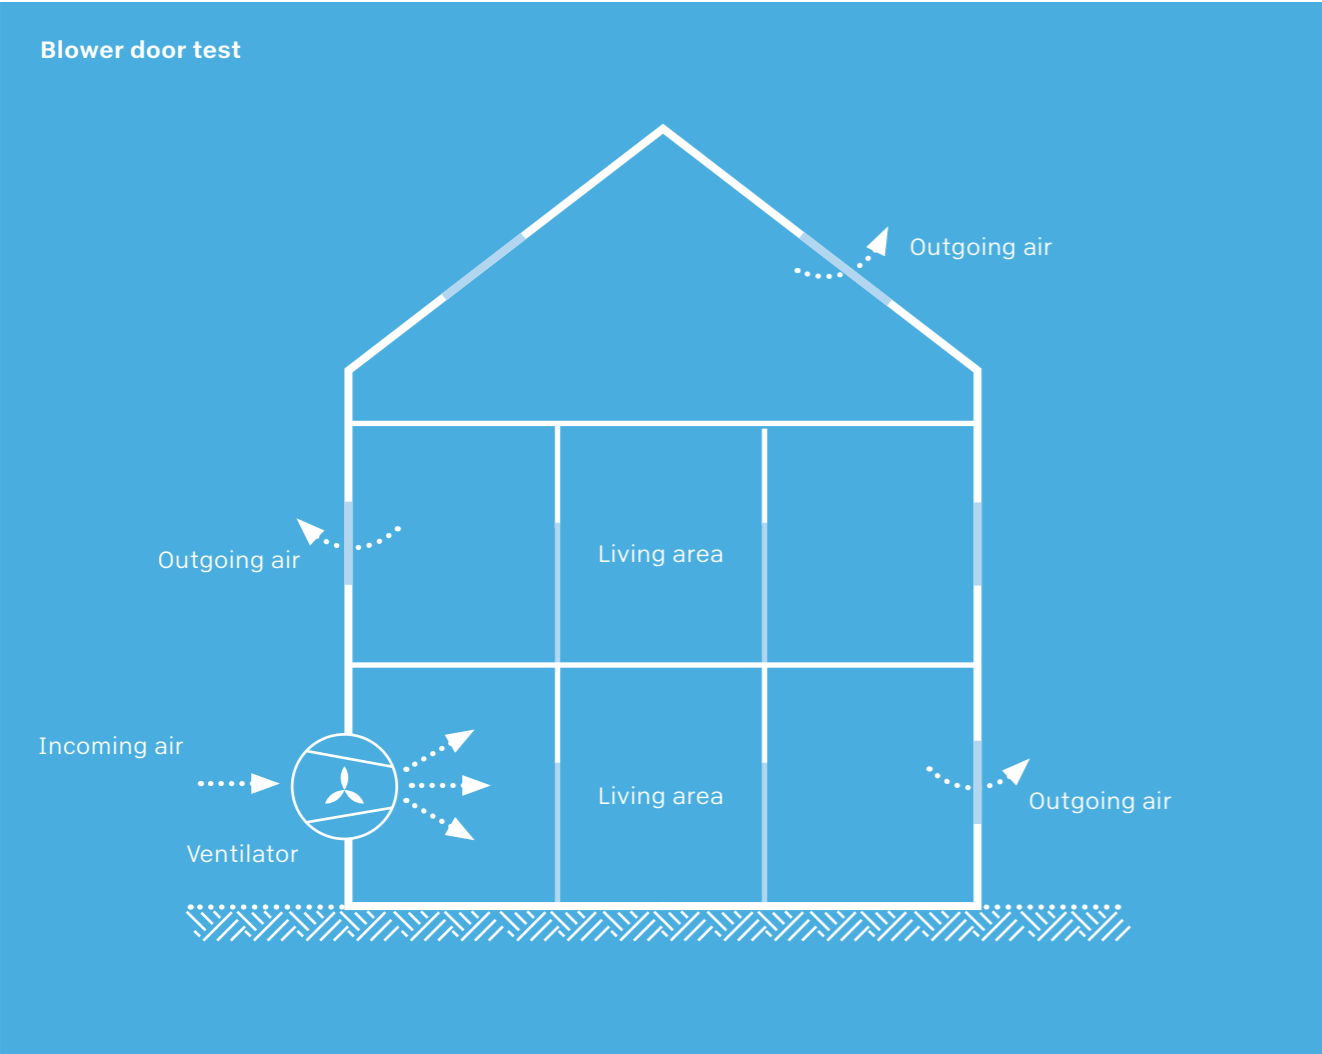 Blower door test
Outgoing air
Outgoing air
Living area
Incoming air
Living area
Outgoing air
Ventilator